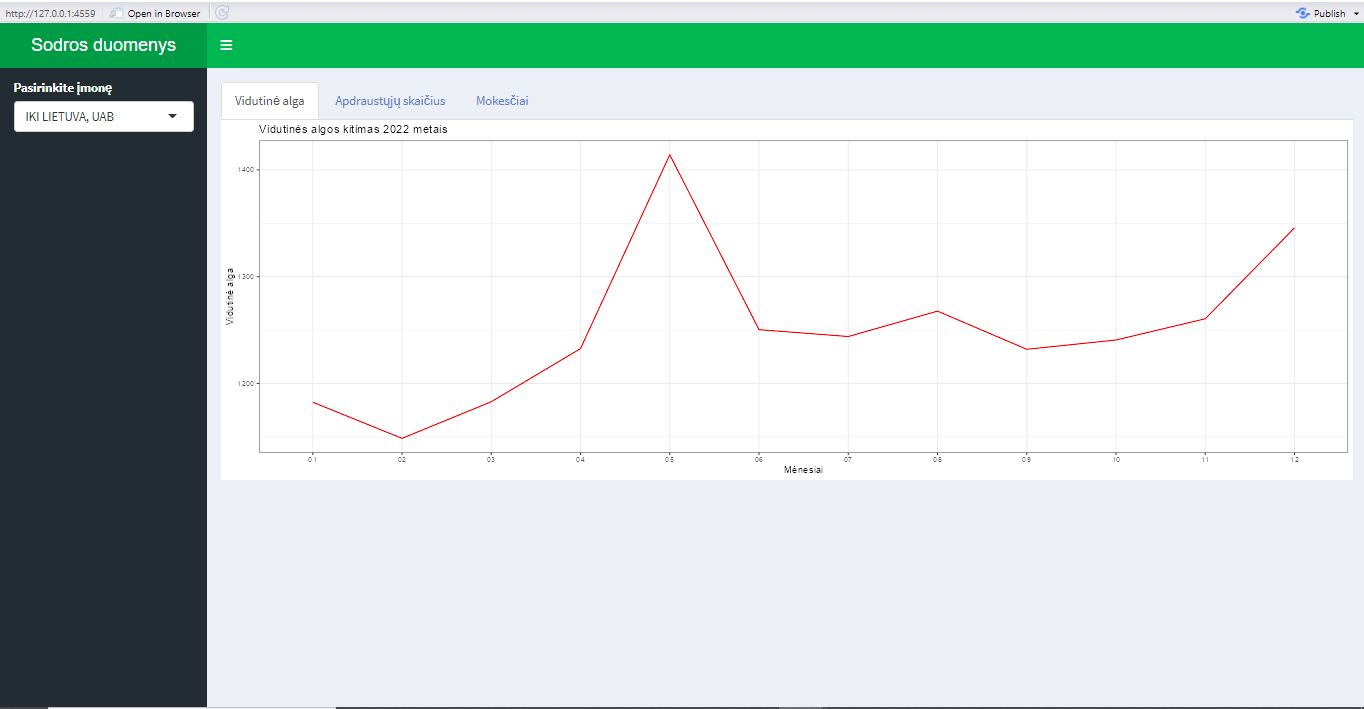 http://127.0.0.1:4559 Open in Browser Publish
Sodros duomenys
Pasirinkite įmonę
IKI LIETUVA, UAB
Vidutinė alga Apdraustųjų skaičius Mokesčiai
Vidutinės algos kitimas 2022 metais
1400
1300
1200
Vidutinė alga
01 02 03 04 05 06 07 08 09 10 11 12
Mėnesiai